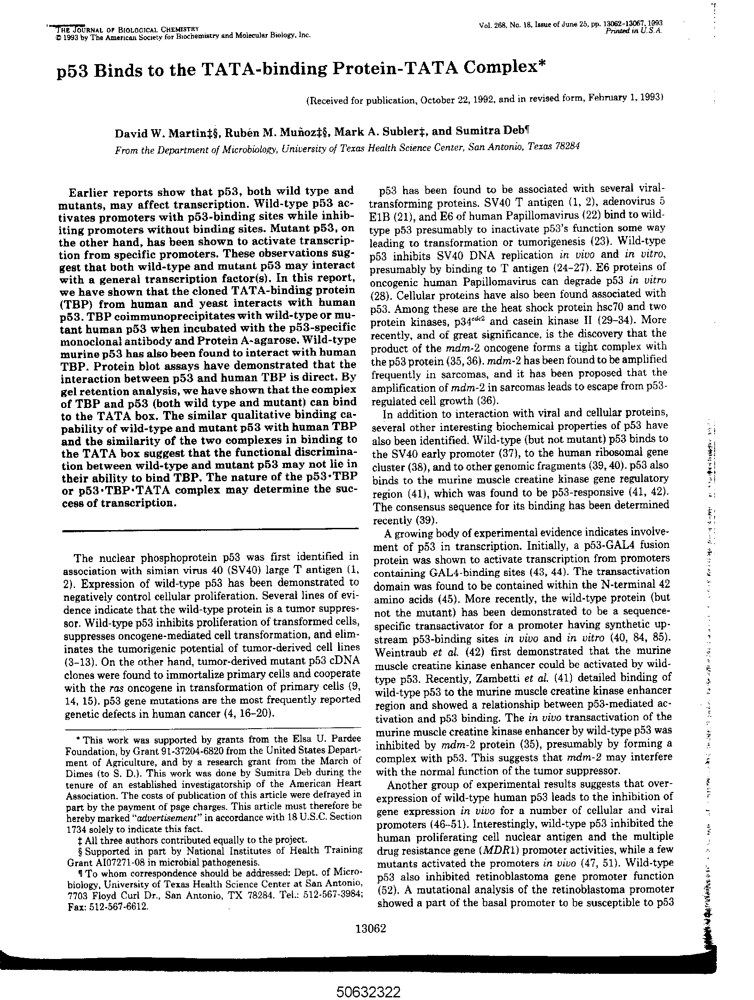 THE JOURNAL OF BIOLOGICAL CHEMISTRY
© 1993 by The American Society for Biochemistry and Molecular Biology, Inc.
Vol. 268, No. 18, Issue of June 25, pp. 13062-13067, 1993
Printed in U.S.A.
p53 Binds to the TATA-binding Protein-TATA Complex*
(Received for publication, October 22, 1992, and in revised form, February 1, 1993)
David W. Martin‡§, Rubén M. Muñoz‡§, Mark A. Subler‡, and Sumitra Deb¶
From the Department of Microbiology, University of Texas Health Science Center, San Antonio, Texas 78284
Earlier reports show that p53, both wild type and
mutants, may affect transcription. Wild-type p53 ac-
tivates promoters with p53-binding sites while inhib-
iting promoters without binding sites. Mutant p53, on
the other hand, has been shown to activate transcrip-
tion from specific promoters. These observations sug-
gest that both wild-type and mutant p53 may interact
with a general transcription factor(s). In this report,
we have shown that the cloned TATA-binding protein
(TBP) from human and yeast interacts with human
p53. TBP coimmunoprecipitates with wild-type or mu-
tant human p53 when incubated with the p53-specific
monoclonal antibody and Protein A-agarose. Wild-type
murine p53 has also been found to interact with human
TBP. Protein blot assays have demonstrated that the
interaction between p53 and human TBP is direct. By
gel retention analysis, we have shown that the complex
of TBP and p53 (both wild type and mutant) can bind
to the TATA box. The similar qualitative binding ca-
pability of wild-type and mutant p53 with human TBP
and the similarity of the two complexes in binding to
the TATA box suggest that the functional discrimina-
tion between wild-type and mutant p53 may not lie in
their ability to bind TBP. The nature of the p53·TBP
or p53·TBP·TATA complex may determine the suc-
cess of transcription.
The nuclear phosphoprotein p53 was first identified in
association with simian virus 40 (SV40) large T antigen (1,
2). Expression of wild-type p53 has been demonstrated to
negatively control cellular proliferation. Several lines of evi-
dence indicate that the wild-type protein is a tumor suppres-
sor. Wild-type p53 inhibits proliferation of transformed cells,
suppresses oncogene-mediated cell transformation, and elim-
inates the tumorigenic potential of tumor-derived cell lines
(3-13). On the other hand, tumor-derived mutant p53 cDNA
clones were found to immortalize primary cells and cooperate
with the ras oncogene in transformation of primary cells (9,
14, 15). p53 gene mutations are the most frequently reported
genetic defects in human cancer (4, 16-20).
* This work was supported by grants from the Elsa U. Pardee
Foundation, by Grant 91-37204-6820 from the United States Depart-
ment of Agriculture, and by a research grant from the March of
Dimes (to S. D.). This work was done by Sumitra Deb during the
tenure of an established investigatorship of the American Heart
Association. The costs of publication of this article were defrayed in
part by the payment of page charges. This article must therefore be
hereby marked "advertisement" in accordance with 18 U.S.C. Section
1734 solely to indicate this fact.
‡ All three authors contributed equally to the project.
§ Supported in part by National Institutes of Health Training
Grant AI07271-08 in microbial pathogenesis.
¶ To whom correspondence should be addressed: Dept. of Micro-
biology, University of Texas Health Science Center at San Antonio,
7703 Floyd Curl Dr., San Antonio, TX 78284. Tel.: 512-567-3984;
Fax: 512-567-6612.
p53 has been found to be associated with several viral-
transforming proteins. SV40 T antigen (1, 2), adenovirus 5
E1B (21), and E6 of human Papillomavirus (22) bind to wild-
type p53 presumably to inactivate p53's function some way
leading to transformation or tumorigenesis (23). Wild-type
p53 inhibits SV40 DNA replication in vivo and in vitro,
presumably by binding to T antigen (24-27). E6 proteins of
oncogenic human Papillomavirus can degrade p53 in vitro
(28). Cellular proteins have also been found associated with
p53. Among these are the heat shock protein hsc70 and two
protein kinases, p34cdc2 and casein kinase II (29-34). More
recently, and of great significance, is the discovery that the
product of the mdm-2 oncogene forms a tight complex with
the p53 protein (35, 36). mdm-2 has been found to be amplified
frequently in sarcomas, and it has been proposed that the
amplification of mdm-2 in sarcomas leads to escape from p53-
regulated cell growth (36).
In addition to interaction with viral and cellular proteins,
several other interesting biochemical properties of p53 have
also been identified. Wild-type (but not mutant) p53 binds to
the SV40 early promoter (37), to the human ribosomal gene
cluster (38), and to other genomic fragments (39, 40). p53 also
binds to the murine muscle creatine kinase gene regulatory
region (41), which was found to be p53-responsive (41, 42).
The consensus sequence for its binding has been determined
recently (39).
A growing body of experimental evidence indicates involve-
ment of p53 in transcription. Initially, a p53-GAL4 fusion
protein was shown to activate transcription from promoters
containing GAL4-binding sites (43, 44). The transactivation
domain was found to be contained within the N-terminal 42
amino acids (45). More recently, the wild-type protein (but
not the mutant) has been demonstrated to be a sequence-
specific transactivator for a promoter having synthetic up-
stream p53-binding sites in vivo and in vitro (40, 84, 85).
Weintraub et al. (42) first demonstrated that the murine
muscle creatine kinase enhancer could be activated by wild-
type p53. Recently, Zambetti et al. (41) detailed binding of
wild-type p53 to the murine muscle creatine kinase enhancer
region and showed a relationship between p53-mediated ac-
tivation and p53 binding. The in vivo transactivation of the
murine muscle creatine kinase enhancer by wild-type p53 was
inhibited by mdm-2 protein (35), presumably by forming a
complex with p53. This suggests that mdm-2 may interfere
with the normal function of the tumor suppressor.
Another group of experimental results suggests that over-
expression of wild-type human p53 leads to the inhibition of
gene expression in vivo for a number of cellular and viral
promoters (46-51). Interestingly, wild-type p53 inhibited the
human proliferating cell nuclear antigen and the multiple
drug resistance gene (MDR1) promoter activities, while a few
mutants activated the promoters in vivo (47, 51). Wild-type
p53 also inhibited retinoblastoma gene promoter function
(52). A mutational analysis of the retinoblastoma promoter
showed a part of the basal promoter to be susceptible to p53
13062
50632322